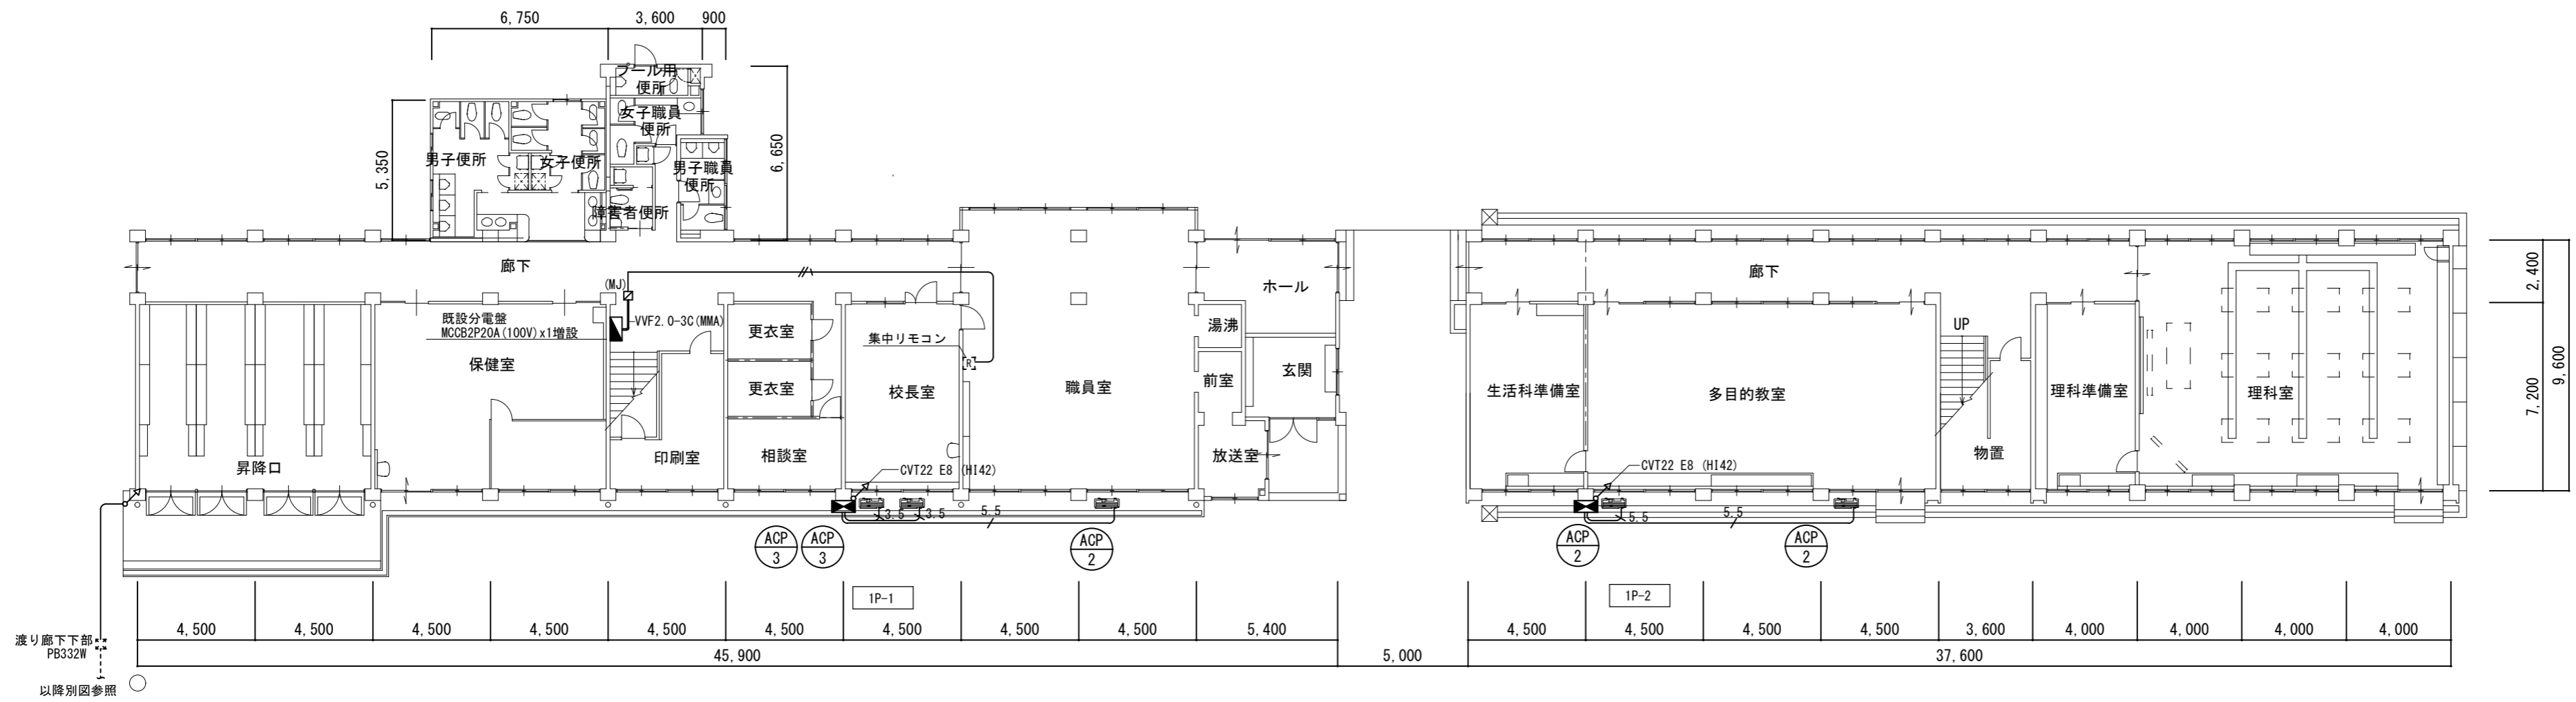 6,750
3,600
900
プール用
便所
女子職員
便所
男子便所
女子便所
男子職員
便所
障害者便所
5,350
6,650
廊下
(MJ)
既設分電盤
MCCB2P20A(100V)x1増設
VVF2.0-3C(MMA)
保健室
更衣室
更衣室
集中リモコン
R
校長室
職員室
湯沸
ホール
前室
玄関
昇降口
印刷室
相談室
放送室
CVT22 E8 (HI42)
3.5
3.5
5.5
廊下
UP
生活科準備室
多目的教室
理科準備室
理科室
物置
CVT22 E8 (HI42)
5.5
5.5
2,400
7,200
9,600
ACP
3
ACP
3
ACP
2
ACP
2
ACP
2
1P-1
1P-2
4,500
4,500
4,500
4,500
4,500
4,500
4,500
4,500
4,500
5,400
4,500
4,500
4,500
4,500
3,600
4,000
4,000
4,000
4,000
45,900
5,000
37,600
渡り廊下下部
PB332W
以降別図参照